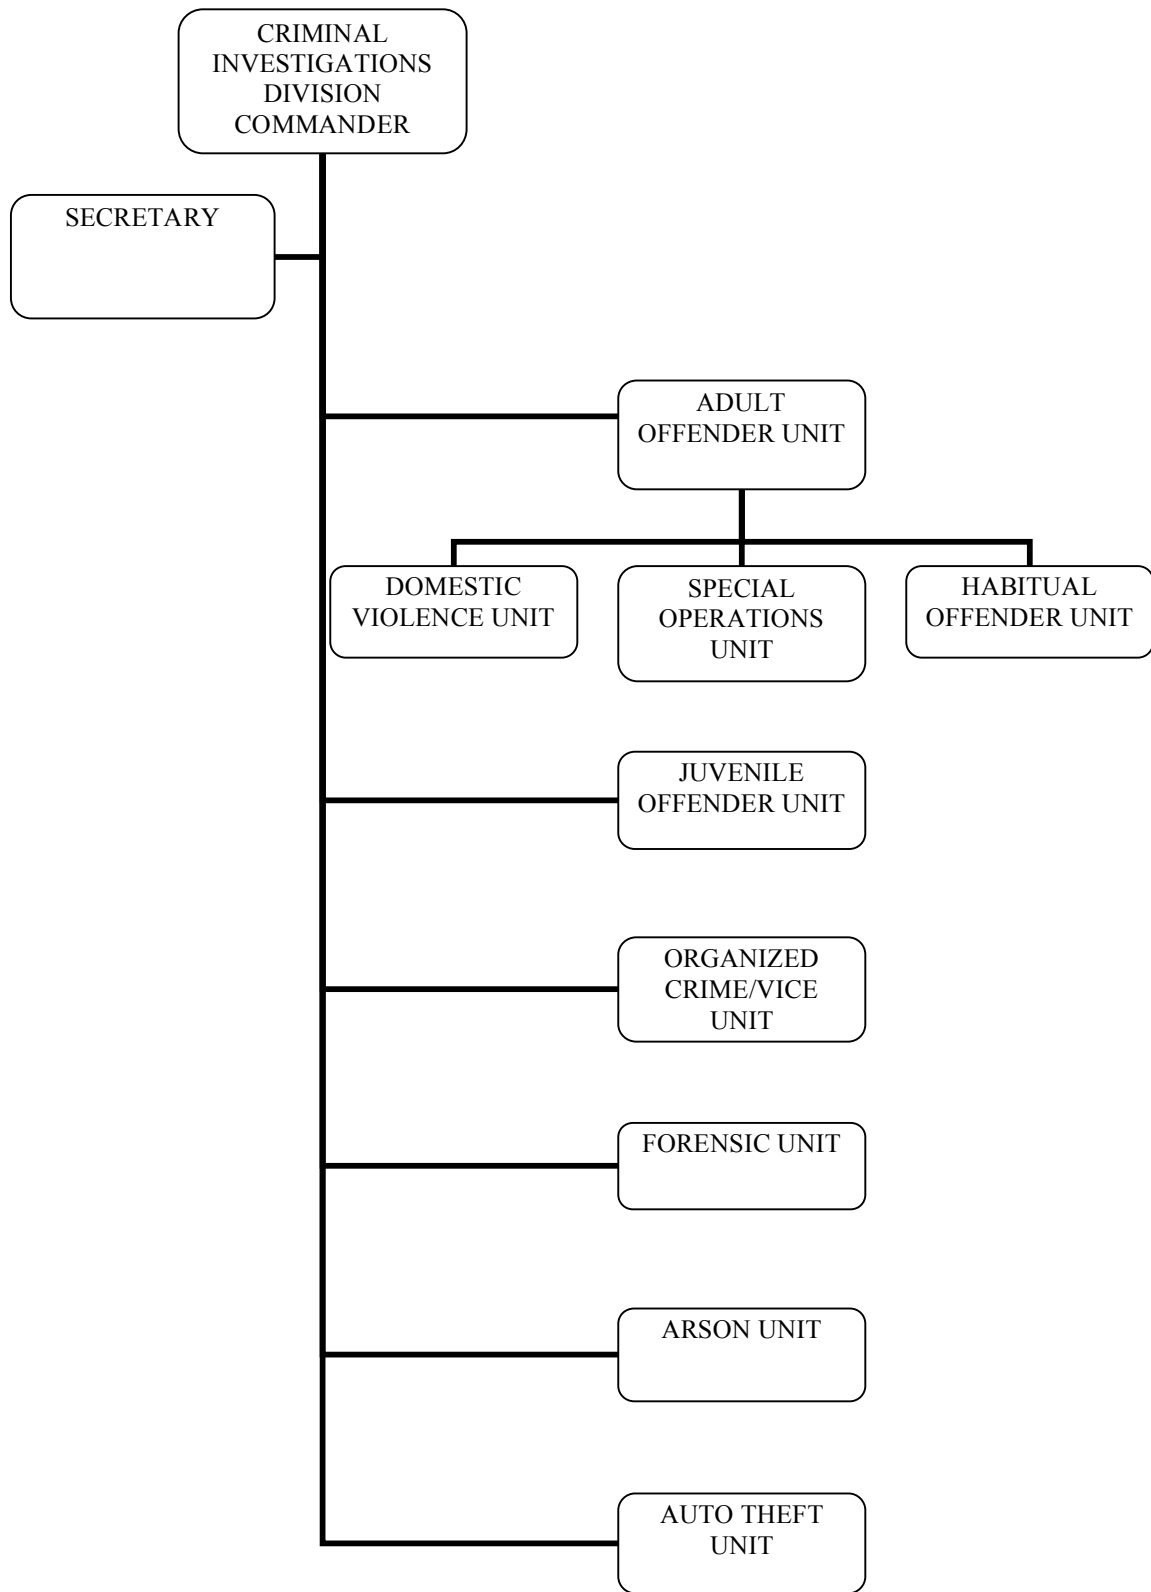 CRIMINAL
INVESTIGATIONS
DIVISION
COMMANDER
SECRETARY
ADULT
OFFENDER UNIT
DOMESTIC
VIOLENCE UNIT
SPECIAL
OPERATIONS
UNIT
HABITUAL
OFFENDER UNIT
JUVENILE
OFFENDER UNIT
ORGANIZED
CRIME/VICE
UNIT
FORENSIC UNIT
ARSON UNIT
AUTO THEFT
UNIT